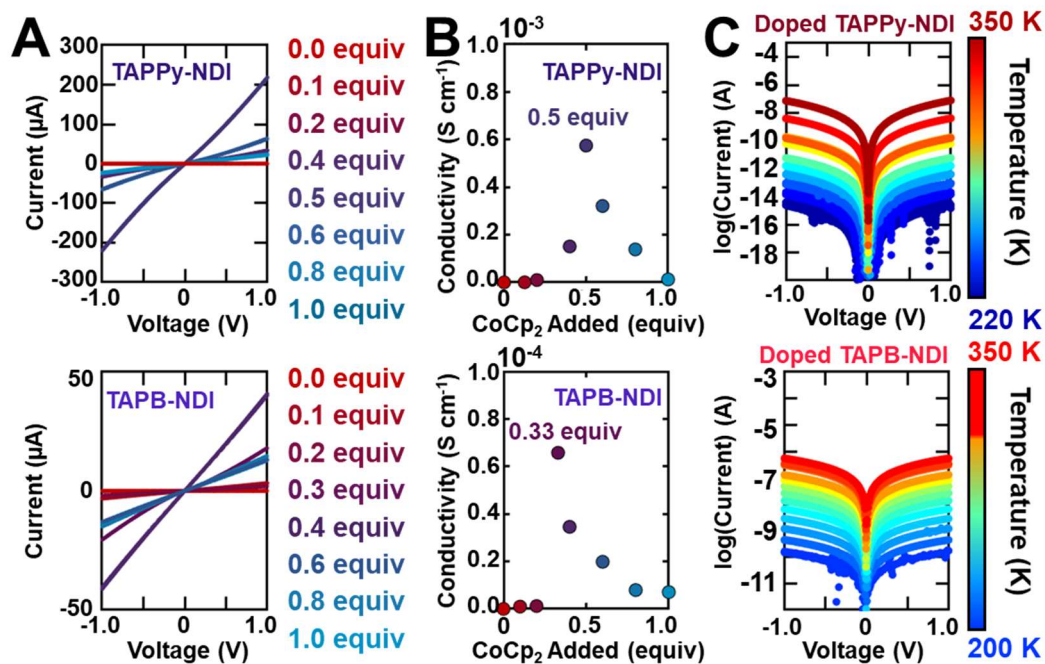 A
300
200
100
0
-100
-200
-300
Current (µA)
TAPPy-NDI
-1.0
0
1.0
Voltage (V)
0.0 equiv
0.1 equiv
0.2 equiv
0.4 equiv
0.5 equiv
0.6 equiv
0.8 equiv
1.0 equiv
B
10-3
1.0
0.8
0.6
0.4
0.2
0.0
Conductivity (S cm-1)
TAPPy-NDI
0.5 equiv
0
0.5
1.0
CoCp2 Added (equiv)
C
Doped TAPPy-NDI
-4
-6
-8
-10
-12
-14
-16
-18
log(Current) (A)
-1.0
0
1.0
Voltage (V)
350 K
Temperature (K)
220 K
50
0
-50
Current (µA)
TAPB-NDI
-1.0
0
1.0
Voltage (V)
0.0 equiv
0.1 equiv
0.2 equiv
0.3 equiv
0.4 equiv
0.6 equiv
0.8 equiv
1.0 equiv
10-4
1.0
0.8
0.6
0.4
0.2
0.0
Conductivity (S cm-1)
TAPB-NDI
0.33 equiv
0
0.5
1.0
CoCp2 Added (equiv)
Doped TAPB-NDI
-3
-5
-7
-9
-11
log(Current) (A)
-1.0
0
1.0
Voltage (V)
350 K
Temperature (K)
200 K